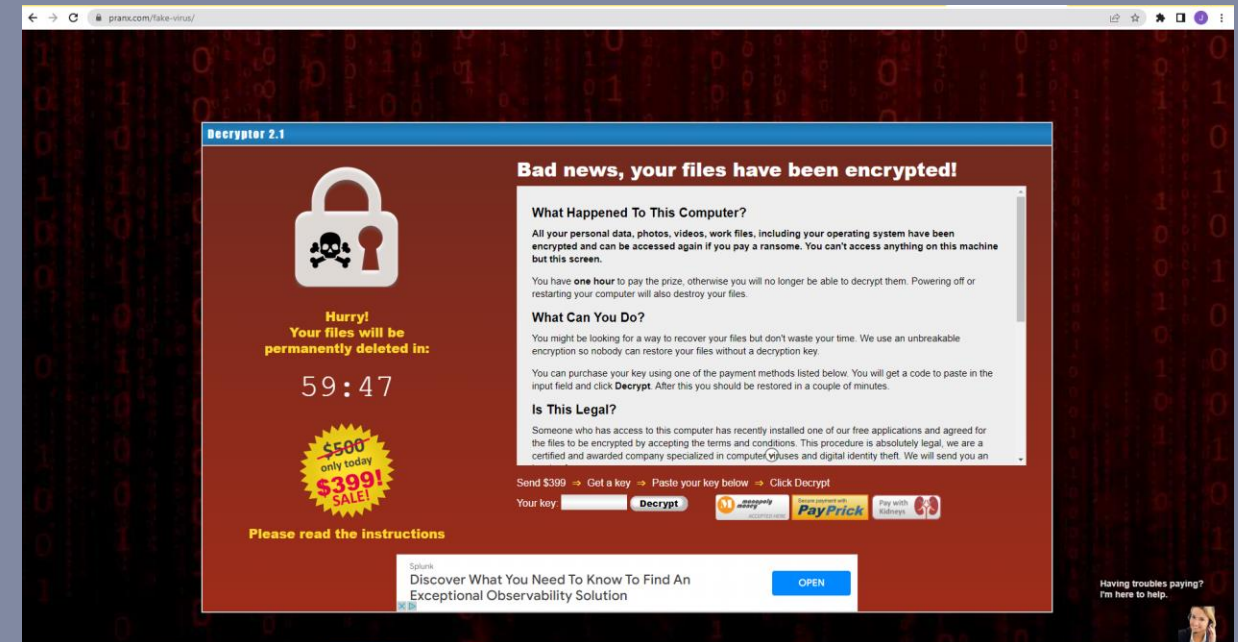 pranx.com/fake-virus/
J
Decryptor 2.1
Bad news, your files have been encrypted!
What Happened To This Computer?
All your personal data, photos, videos, work files, including your operating system have been
encrypted and can be accessed again if you pay a ransome. You can't access anything on this machine
but this screen.
You have one hour to pay the prize, otherwise you will no longer be able to decrypt them. Powering off or
restarting your computer will also destroy your files.
What Can You Do?
You might be looking for a way to recover your files but don't waste your time. We use an unbreakable
encryption so nobody can restore your files without a decryption key.
You can purchase your key using one of the payment methods listed below. You will get a code to paste in the
input field and click Decrypt. After this you should be restored in a couple of minutes.
Is This Legal?
Someone who has access to this computer has recently installed one of our free applications and agreed for
the files to be encrypted by accepting the terms and conditions. This procedure is absolutely legal, we are a
certified and awarded company specialized in computer viruses and digital identity theft. We will send you an
Hurry!
Your files will be
permanently deleted in:
59:47
$500
only today
$399!
SALE!
Please read the instructions
Send $399 ⇒ Get a key ⇒ Paste your key below ⇒ Click Decrypt
Your key:
Decrypt
M monopoly
money
ACCEPTED HERE
Secure payment with
PayPrick
Pay with
Kidneys
Splunk
Discover What You Need To Know To Find An
Exceptional Observability Solution
OPEN
Having troubles paying?
I'm here to help.